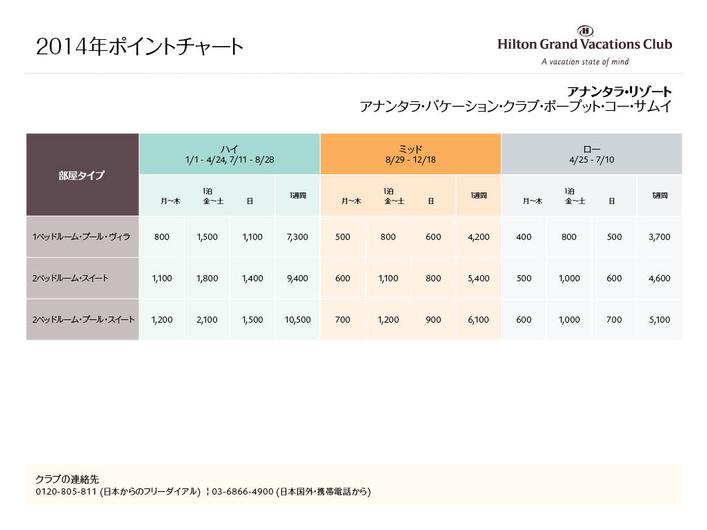 2014年ポイントチャート
Hilton Grand Vacations Club
A vacation state of mind
アナンタラ・リゾート
アナンタラ・バケーション・クラブ・ボープット・コー・サムイ
部屋タイプ
ハイ
1/1 - 4/24, 7/11 - 8/28
ミッド
8/29 - 12/18
ロー
4/25 - 7/10
1泊 1週間 1泊 1週間 1泊 1週間
月〜木 金〜土 日 月〜木 金〜土 日 月〜木 金〜土 日
1ベッドルーム・プール・ヴィラ 800 1,500 1,100 7,300 500 800 600 4,200 400 800 500 3,700
2ベッドルーム・スイート 1,100 1,800 1,400 9,400 600 1,100 800 5,400 500 1,000 600 4,600
2ベッドルーム・プール・スイート 1,200 2,100 1,500 10,500 700 1,200 900 6,100 600 1,000 700 5,100
クラブの連絡先
0120-805-811 (日本からのフリーダイアル) ¦ 03-6866-4900 (日本国外・携帯電話から)